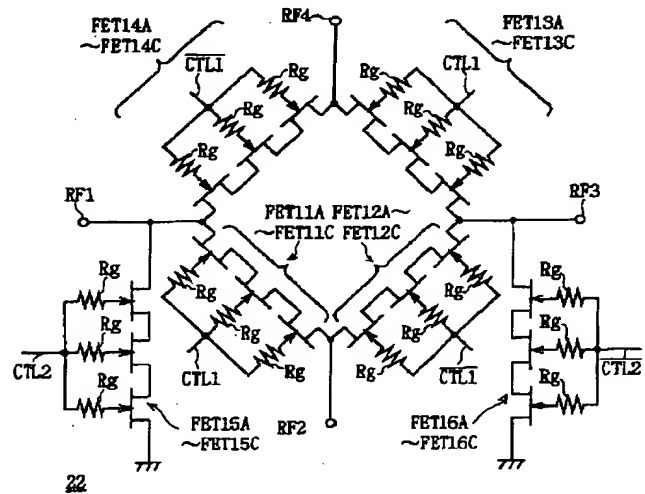 FET14A
~FET14C
CTL1
RF4
FET13A
~FET13C
CTL1
Rg
Rg
Rg
Rg
Rg
Rg
RF1
FET11A FET12A~
~FET11C FET12C
RF3
Rg
Rg
Rg
Rg
Rg
Rg
Rg
Rg
Rg
Rg
Rg
Rg
CTL2
CTL1
CTL1
CTL2
FET15A
~FET15C
RF2
FET16A
~FET16C
22